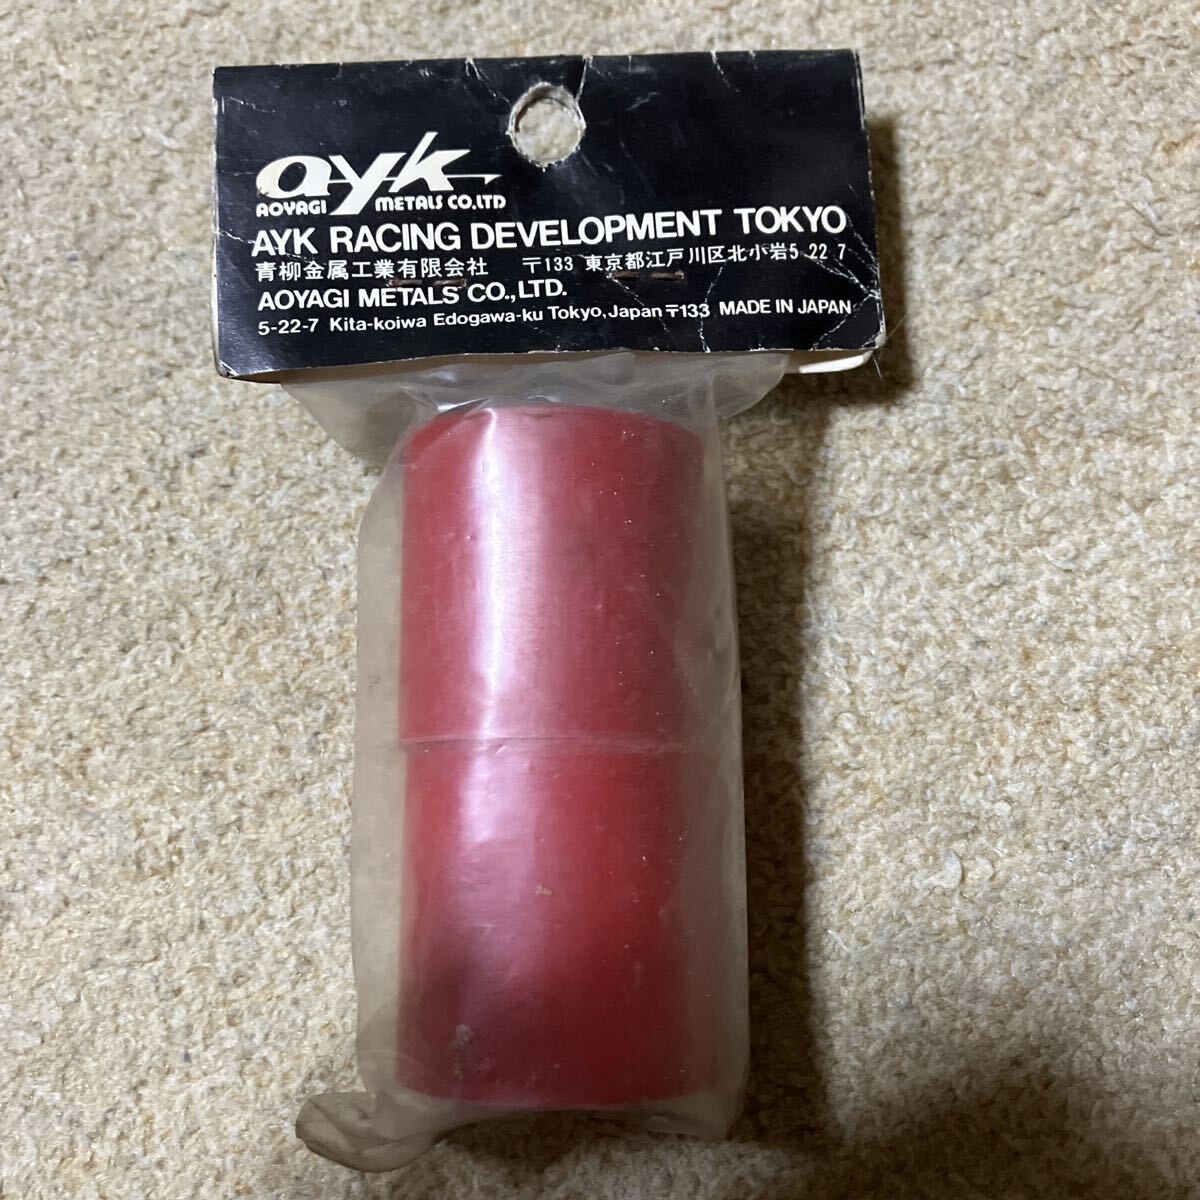 ayk
AOYAGI METALS CO.LTD
AYK RACING DEVELOPMENT TOKYO
青柳金属工業有限会社 〒133 東京都江戸川区北小岩5 22 7
AOYAGI METALS CO.,LTD.
5-22-7 Kita-koiwa Edogawa-ku Tokyo, Japan 〒133 MADE IN JAPAN